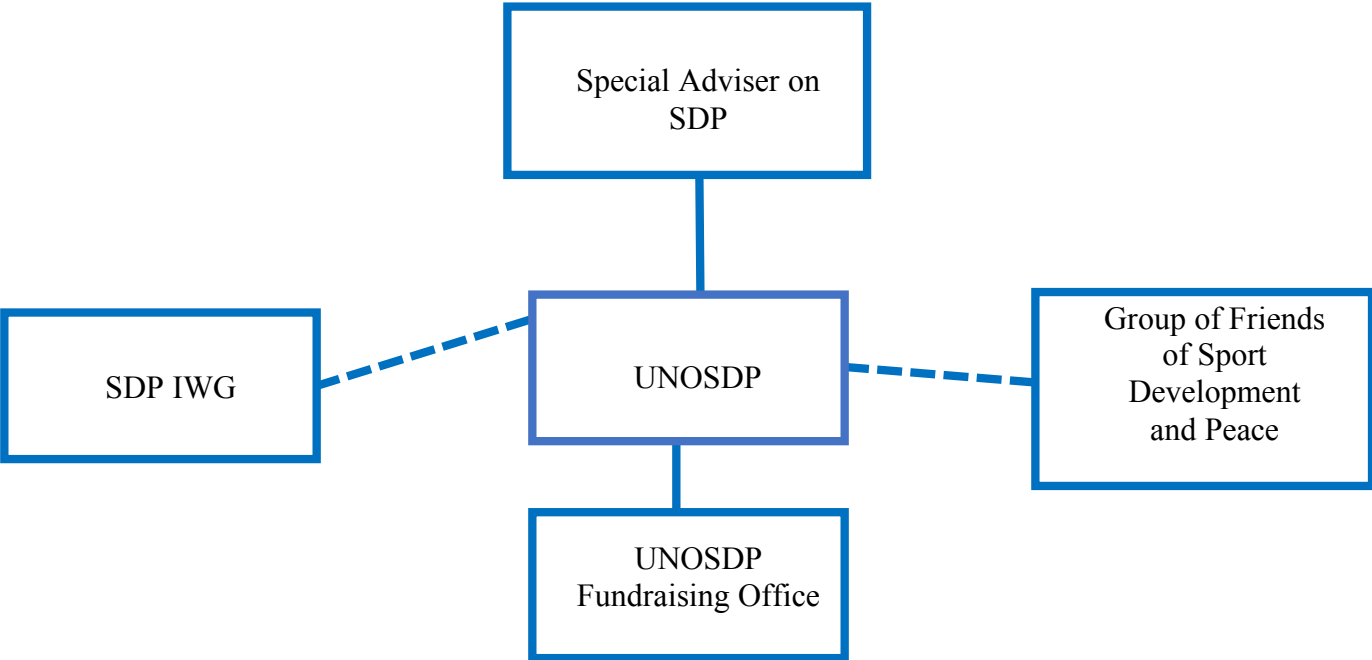 Special Adviser on
SDP
SDP IWG
UNOSDP
Group of Friends
of Sport
Development
and Peace
UNOSDP
Fundraising Office